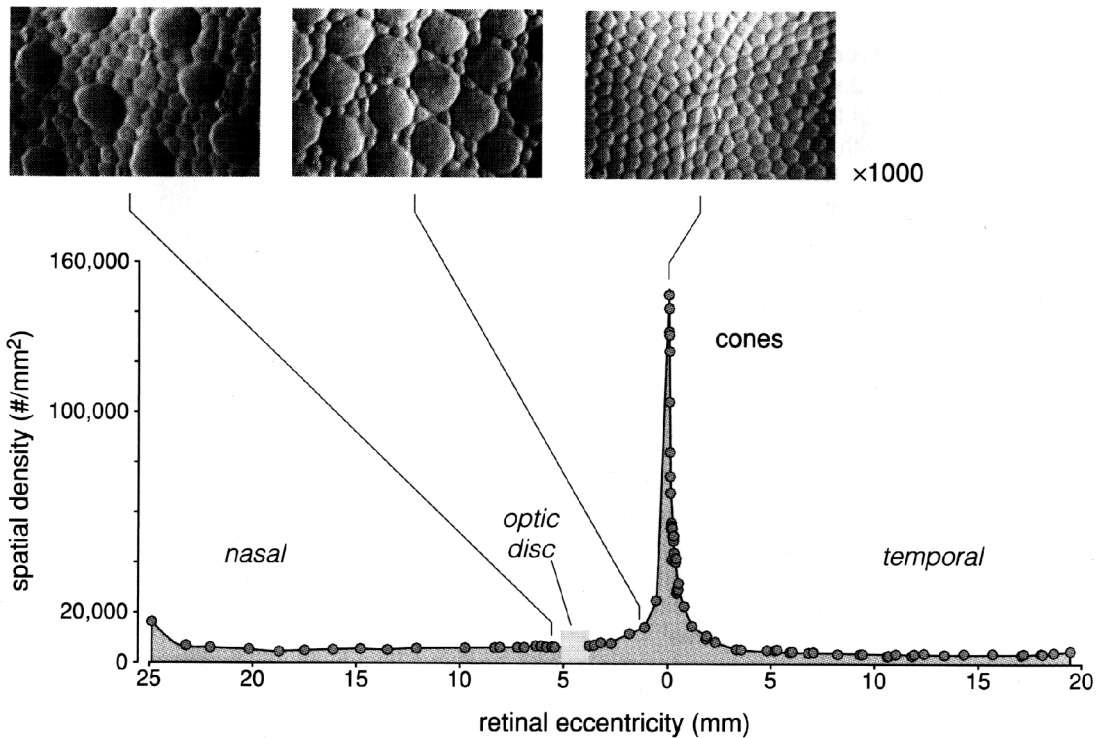 ×1000
160,000
cones
100,000
spatial density (#/mm²)
optic
disc
nasal
temporal
20,000
0
25 20 15 10 5 0 5 10 15 20
retinal eccentricity (mm)